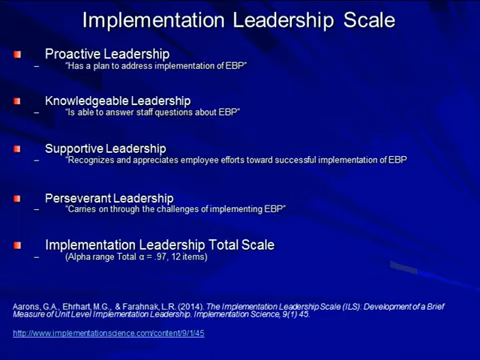 Implementation Leadership Scale
Proactive Leadership
– "Has a plan to address implementation of EBP"
Knowledgeable Leadership
– "Is able to answer staff questions about EBP"
Supportive Leadership
– "Recognizes and appreciates employee efforts toward successful implementation of EBP
Perseverant Leadership
– "Carries on through the challenges of implementing EBP"
Implementation Leadership Total Scale
– (Alpha range Total α = .97, 12 items)
Aarons, G.A., Ehrhart, M.G., & Farahnak, L.R. (2014). The Implementation Leadership Scale (ILS): Development of a Brief
Measure of Unit Level Implementation Leadership. Implementation Science, 9(1) 45.
http://www.implementationscience.com/content/9/1/45